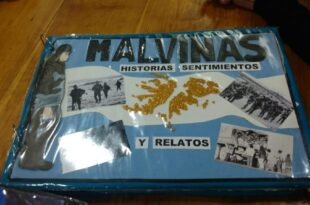 MALVINAS
HISTORIAS SENTIMIENTOS
Y RELATOS